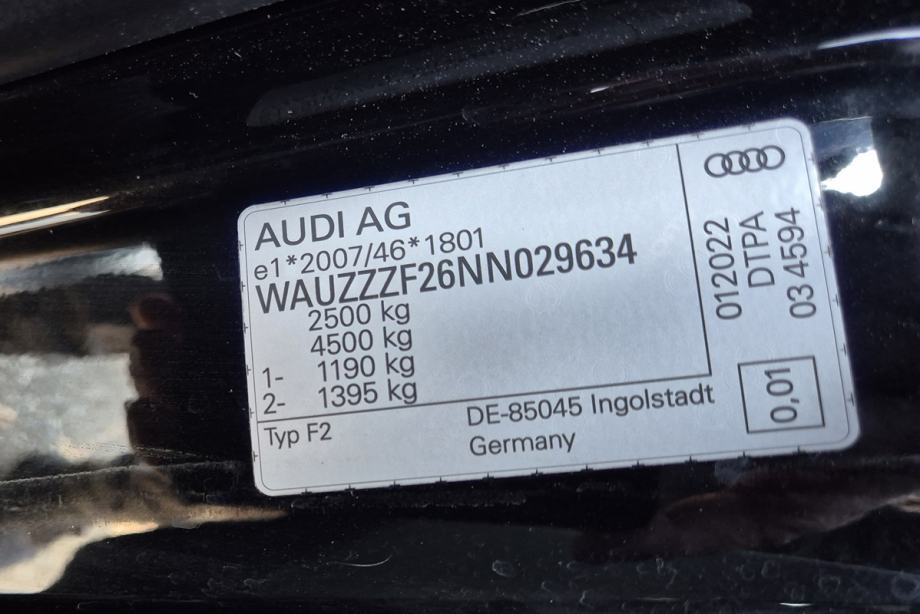 AUDI AG
e1*2007/46*1801
WAUZZZF26NN029634
2500 kg
4500 kg
1- 1190 kg
2- 1395 kg
Typ F2
DE-85045 Ingolstadt
Germany
012022
DTPA
03 4594
0,01